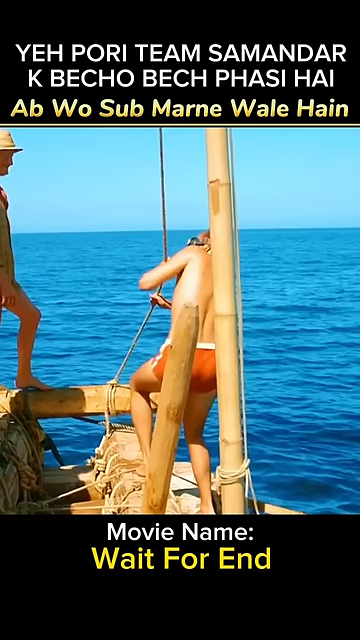 YEH PORI TEAM SAMANDAR
K BECHO BECH PHASI HAI
Ab Wo Sub Marne Wale Hain
Movie Name:
Wait For End